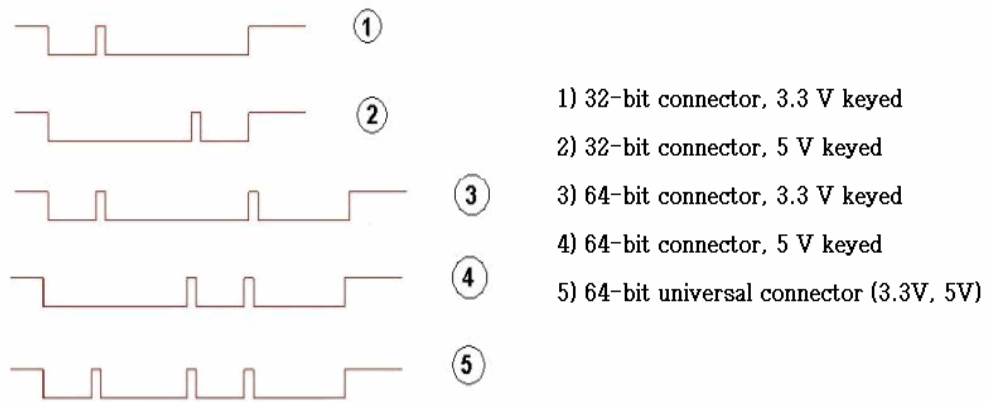 ①
②
③
④
⑤
1) 32-bit connector, 3.3 V keyed
2) 32-bit connector, 5 V keyed
3) 64-bit connector, 3.3 V keyed
4) 64-bit connector, 5 V keyed
5) 64-bit universal connector (3.3V, 5V)